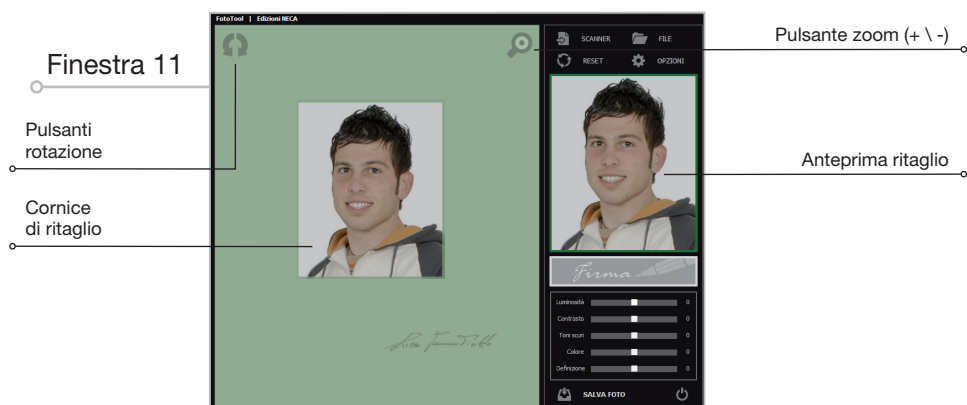 FotoTool | Edizioni NECA
Finestra 11
Pulsanti
rotazione
Cornice
di ritaglio
SCANNER FILE
RESET OPZIONI
Pulsante zoom (+ \ -)
Anteprima ritaglio
Firma
Luminosità 0
Contrasto 0
Toni scuri 0
Colore 0
Definizione 0
SALVA FOTO